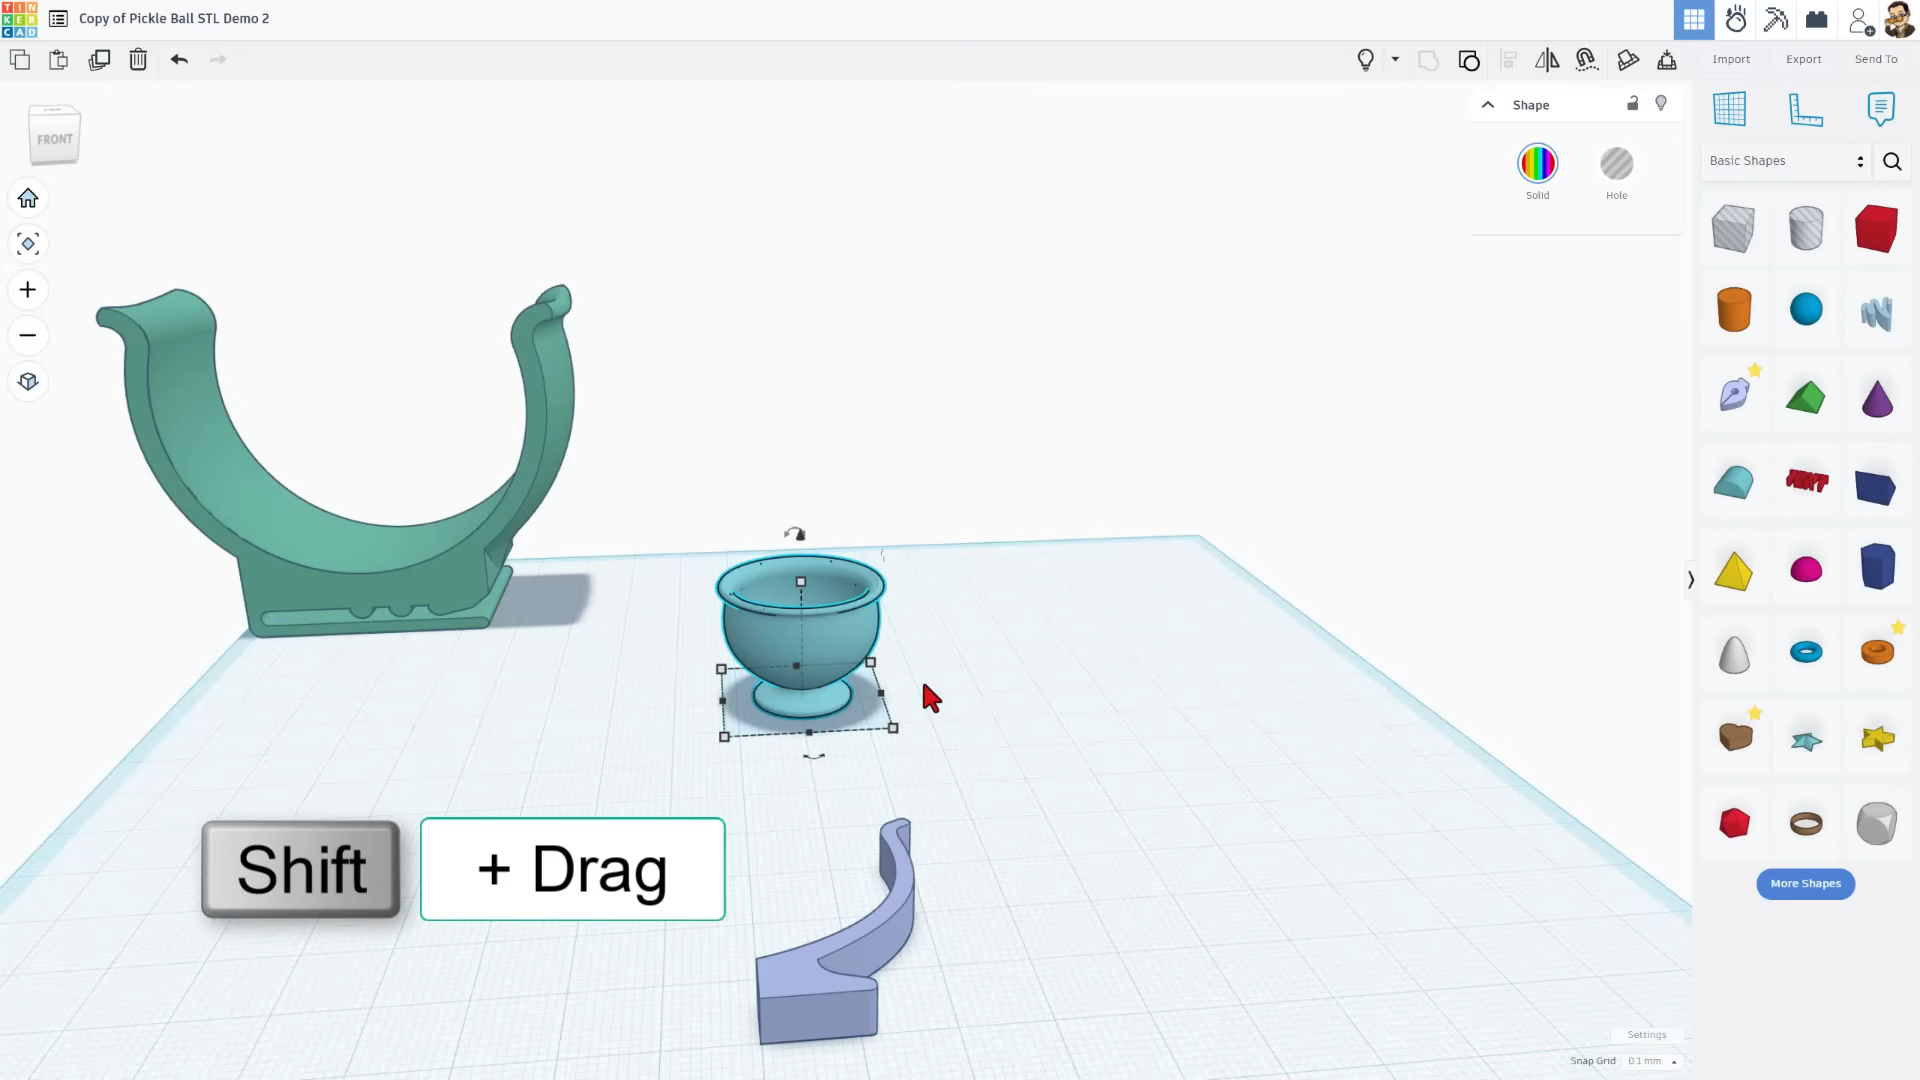 TIN
KER
CAD
Copy of Pickle Ball STL Demo 2
Import
Export
Send To
FRONT
Shape
Solid
Hole
Basic Shapes
TEXT
Shift
+ Drag
More Shapes
Settings
Snap Grid
0.1 mm